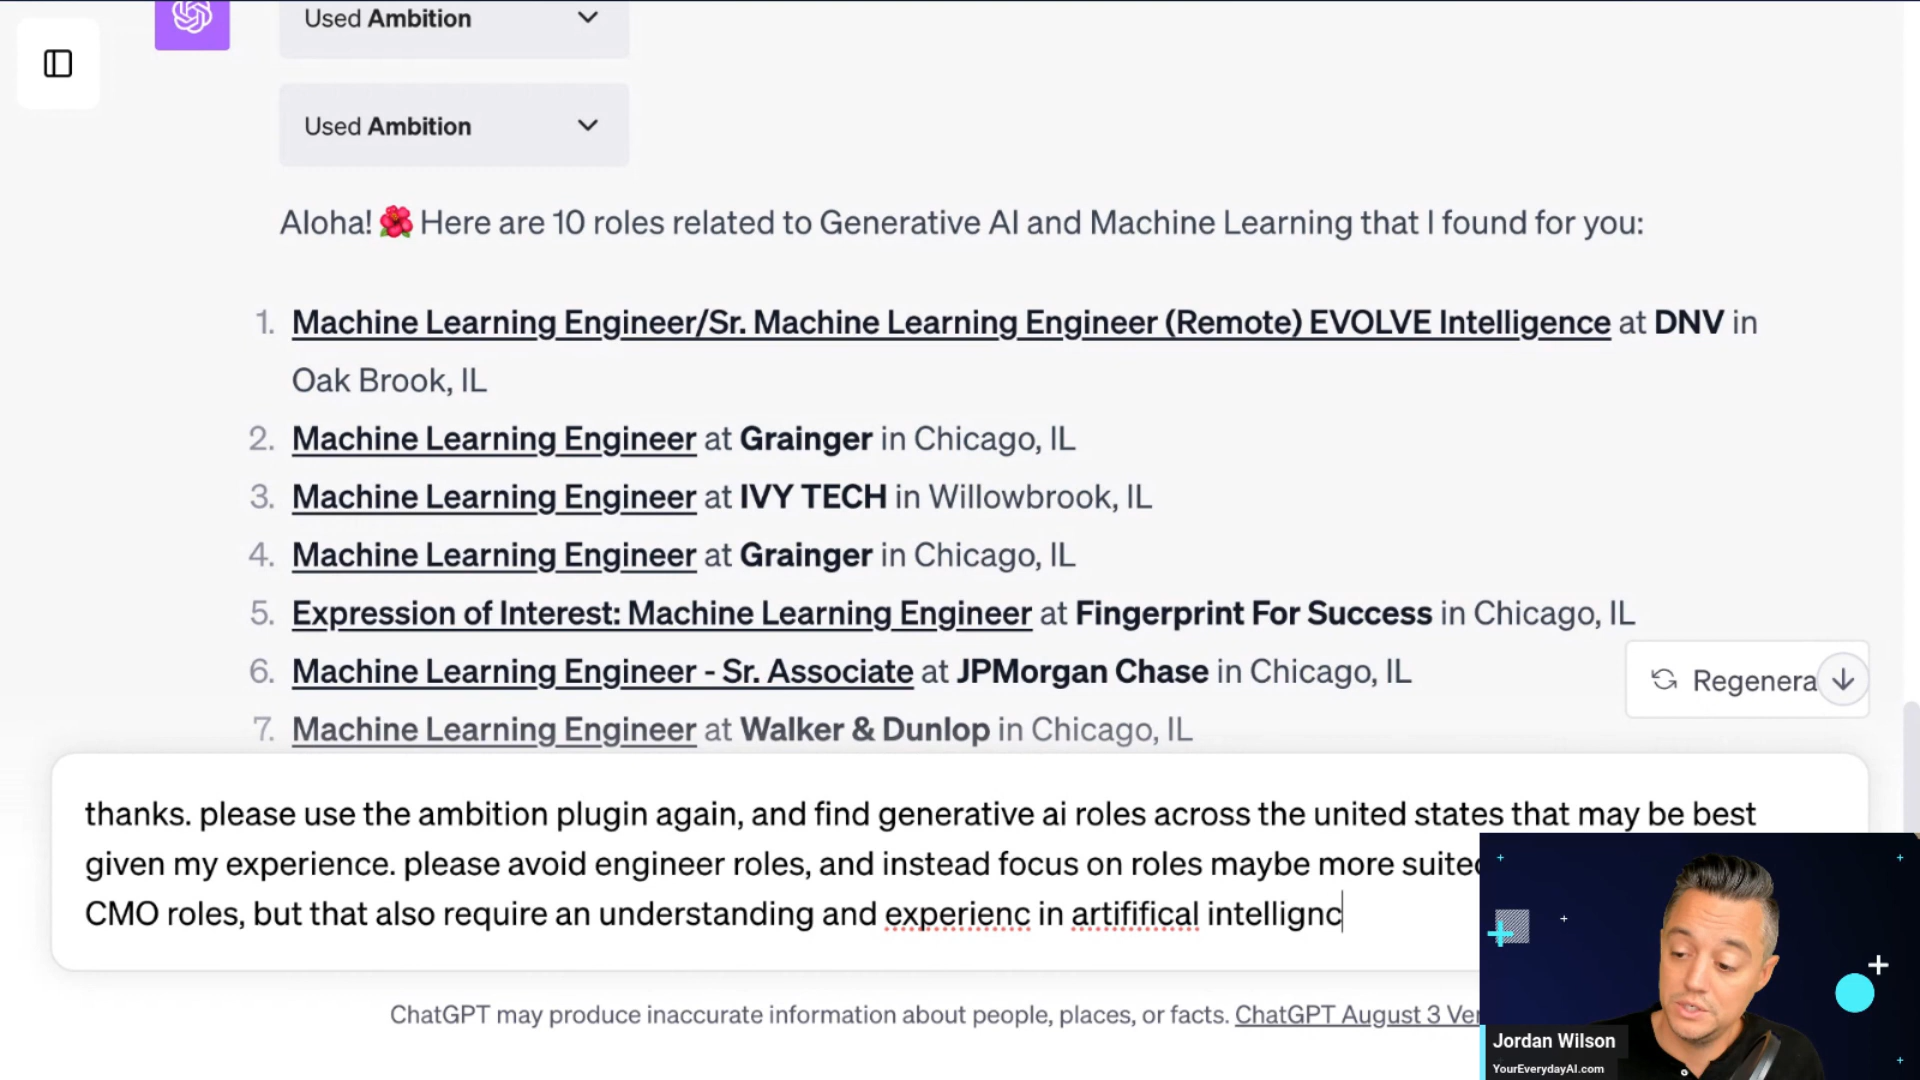 Used Ambition
Used Ambition
Aloha! 🌺 Here are 10 roles related to Generative AI and Machine Learning that I found for you:
1. Machine Learning Engineer/Sr. Machine Learning Engineer (Remote) EVOLVE Intelligence at DNV in
Oak Brook, IL
2. Machine Learning Engineer at Grainger in Chicago, IL
3. Machine Learning Engineer at IVY TECH in Willowbrook, IL
4. Machine Learning Engineer at Grainger in Chicago, IL
5. Expression of Interest: Machine Learning Engineer at Fingerprint For Success in Chicago, IL
6. Machine Learning Engineer - Sr. Associate at JPMorgan Chase in Chicago, IL
Regenera
7. Machine Learning Engineer at Walker & Dunlop in Chicago, IL
thanks. please use the ambition plugin again, and find generative ai roles across the united states that may be best
given my experience. please avoid engineer roles, and instead focus on roles maybe more suited
CMO roles, but that also require an understanding and experienc in artififical intellignc
ChatGPT may produce inaccurate information about people, places, or facts. ChatGPT August 3 Ver
Jordan Wilson
YourEverydayAI.com